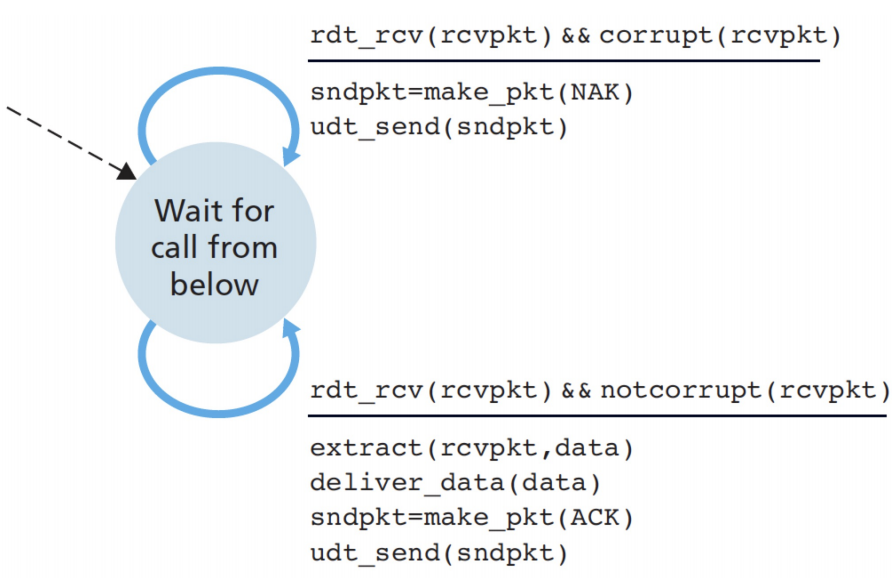 rdt_rcv(rcvpkt) && corrupt(rcvpkt)
sndpkt=make_pkt(NAK)
udt_send(sndpkt)
Wait for
call from
below
rdt_rcv(rcvpkt) && notcorrupt(rcvpkt)
extract(rcvpkt,data)
deliver_data(data)
sndpkt=make_pkt(ACK)
udt_send(sndpkt)